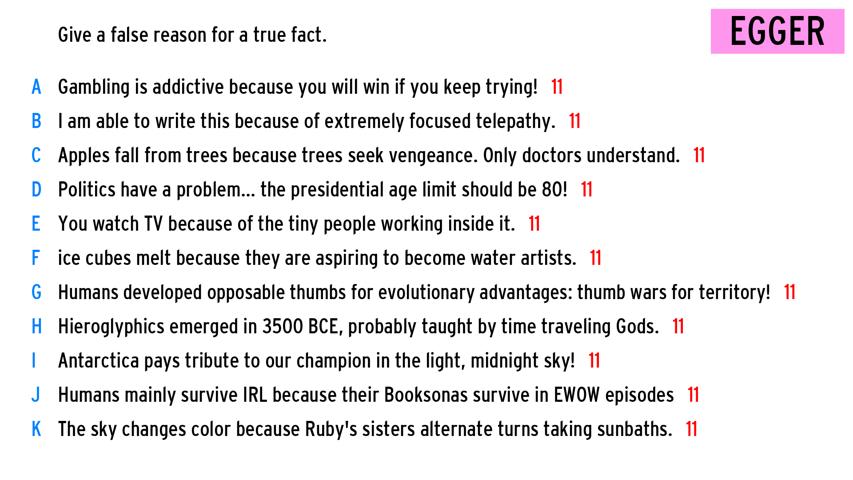 Give a false reason for a true fact.
EGGER
A Gambling is addictive because you will win if you keep trying! 11
B I am able to write this because of extremely focused telepathy. 11
C Apples fall from trees because trees seek vengeance. Only doctors understand. 11
D Politics have a problem... the presidential age limit should be 80! 11
E You watch TV because of the tiny people working inside it. 11
F ice cubes melt because they are aspiring to become water artists. 11
G Humans developed opposable thumbs for evolutionary advantages: thumb wars for territory! 11
H Hieroglyphics emerged in 3500 BCE, probably taught by time traveling Gods. 11
I Antarctica pays tribute to our champion in the light, midnight sky! 11
J Humans mainly survive IRL because their Booksonas survive in EWOW episodes 11
K The sky changes color because Ruby's sisters alternate turns taking sunbaths. 11